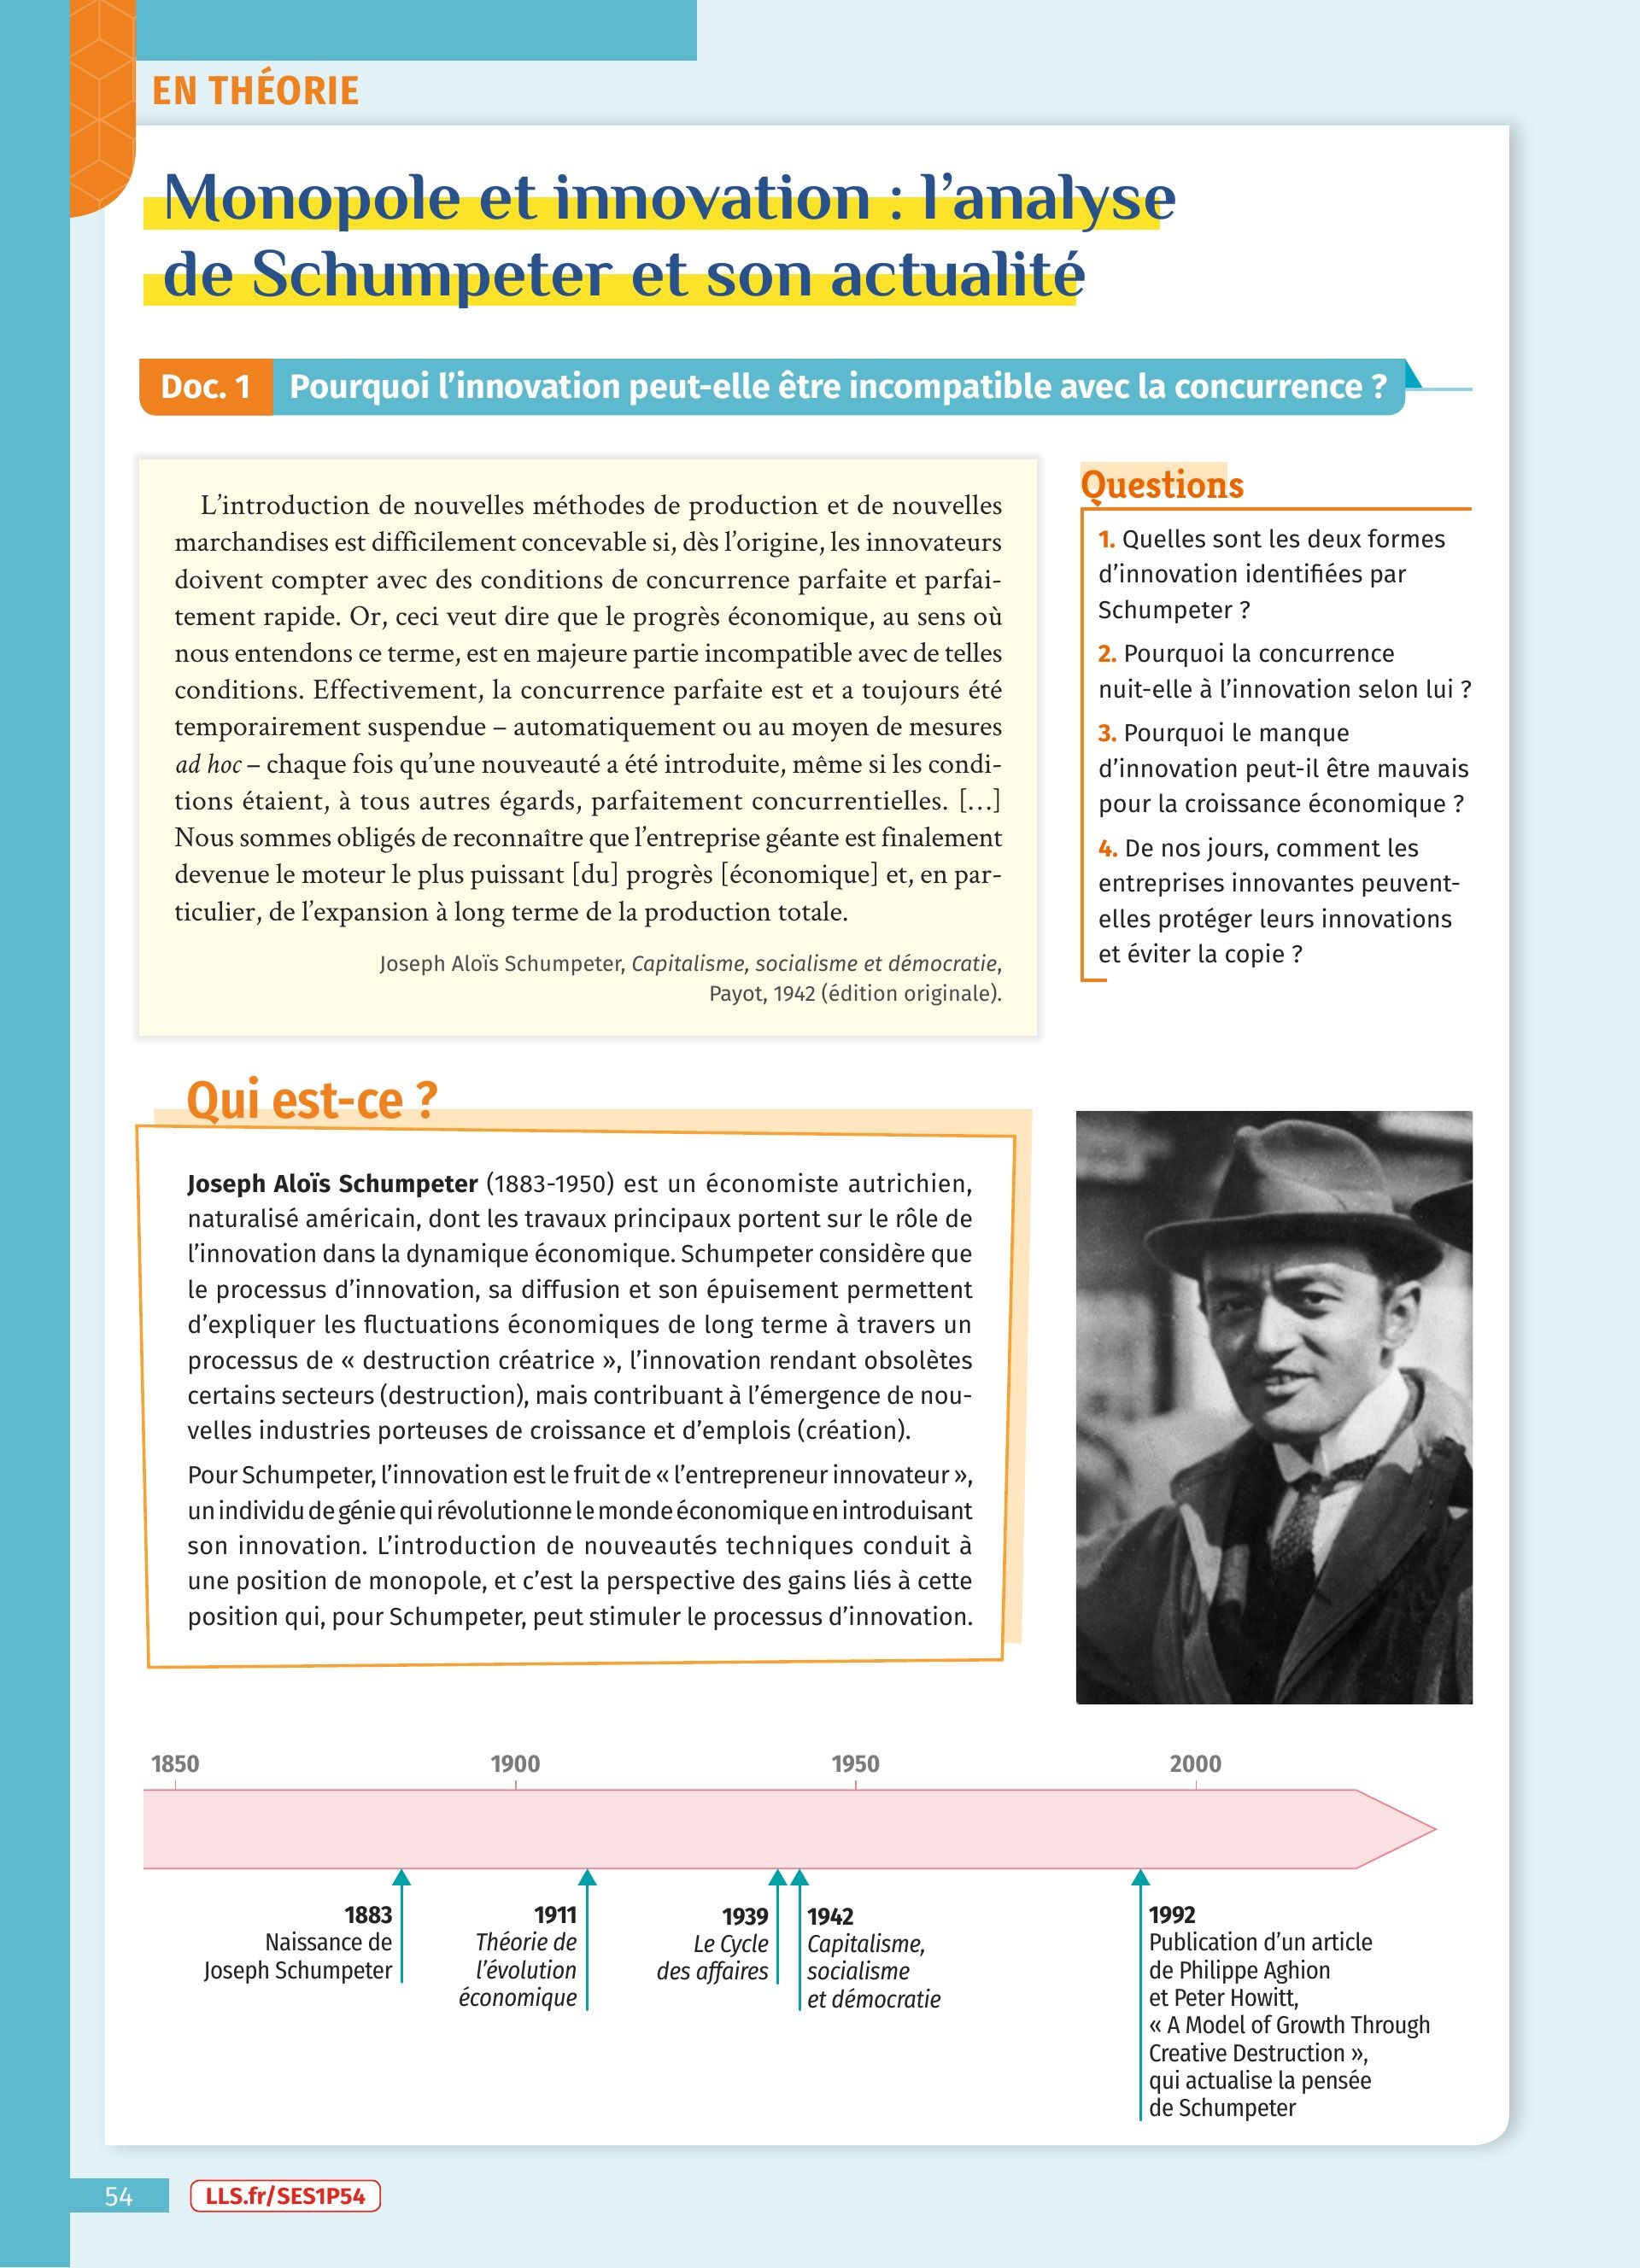 EN THÉORIE
Monopole et innovation : l’analyse
de Schumpeter et son actualité
Doc. 1 Pourquoi l’innovation peut-elle être incompatible avec la concurrence ?
L’introduction de nouvelles méthodes de production et de nouvelles
marchandises est difficilement concevable si, dès l’origine, les innovateurs
doivent compter avec des conditions de concurrence parfaite et parfai-
tement rapide. Or, ceci veut dire que le progrès économique, au sens où
nous entendons ce terme, est en majeure partie incompatible avec de telles
conditions. Effectivement, la concurrence parfaite est et a toujours été
temporairement suspendue – automatiquement ou au moyen de mesures
ad hoc – chaque fois qu’une nouveauté a été introduite, même si les condi-
tions étaient, à tous autres égards, parfaitement concurrentielles. […]
Nous sommes obligés de reconnaître que l’entreprise géante est finalement
devenue le moteur le plus puissant [du] progrès [économique] et, en par-
ticulier, de l’expansion à long terme de la production totale.
Joseph Aloïs Schumpeter, Capitalisme, socialisme et démocratie,
Payot, 1942 (édition originale).
Questions
1. Quelles sont les deux formes
d’innovation identifiées par
Schumpeter ?
2. Pourquoi la concurrence
nuit-elle à l’innovation selon lui ?
3. Pourquoi le manque
d’innovation peut-il être mauvais
pour la croissance économique ?
4. De nos jours, comment les
entreprises innovantes peuvent-
elles protéger leurs innovations
et éviter la copie ?
Qui est-ce ?
Joseph Aloïs Schumpeter (1883-1950) est un économiste autrichien,
naturalisé américain, dont les travaux principaux portent sur le rôle de
l’innovation dans la dynamique économique. Schumpeter considère que
le processus d’innovation, sa diffusion et son épuisement permettent
d’expliquer les fluctuations économiques de long terme à travers un
processus de « destruction créatrice », l’innovation rendant obsolètes
certains secteurs (destruction), mais contribuant à l’émergence de nou-
velles industries porteuses de croissance et d’emplois (création).
Pour Schumpeter, l’innovation est le fruit de « l’entrepreneur innovateur »,
un individu de génie qui révolutionne le monde économique en introduisant
son innovation. L’introduction de nouveautés techniques conduit à
une position de monopole, et c’est la perspective des gains liés à cette
position qui, pour Schumpeter, peut stimuler le processus d’innovation.
1850 1900 1950 2000
1883
Naissance de
Joseph Schumpeter
1911
Théorie de
l’évolution
économique
1939
Le Cycle
des affaires
1942
Capitalisme,
socialisme
et démocratie
1992
Publication d’un article
de Philippe Aghion
et Peter Howitt,
« A Model of Growth Through
Creative Destruction »,
qui actualise la pensée
de Schumpeter
54
LLS.fr/SES1P54